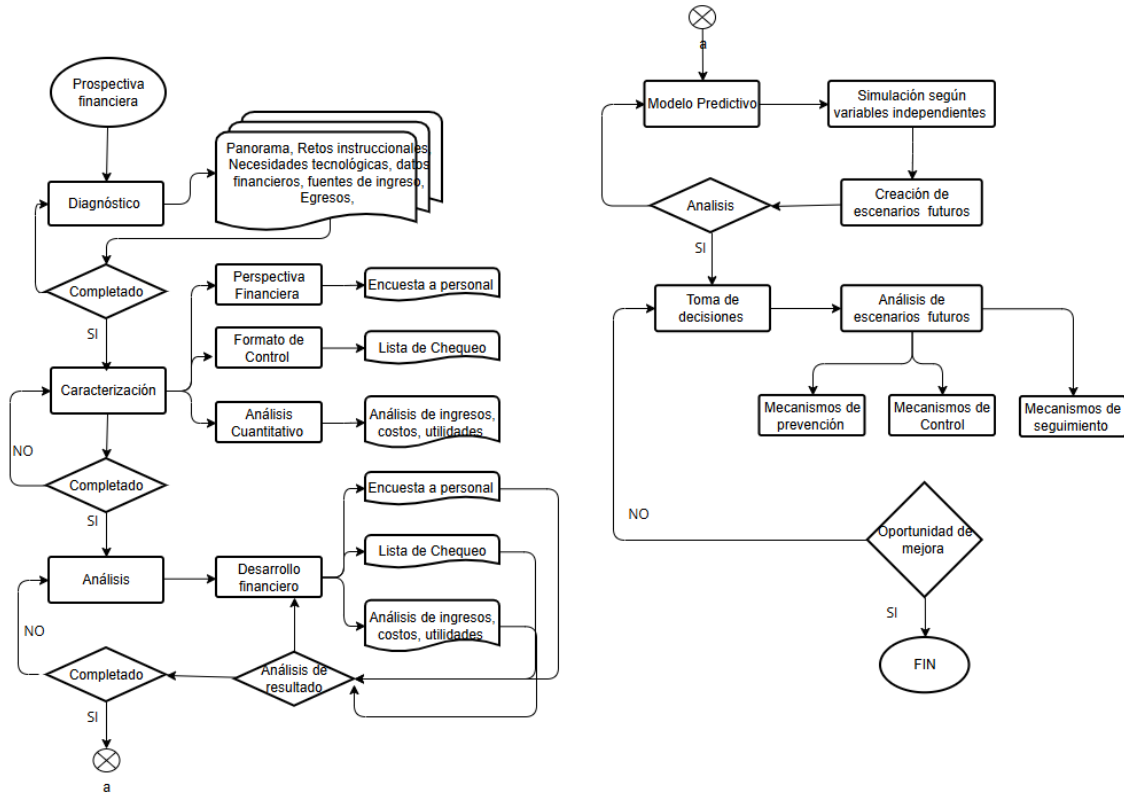 Prospectiva
financiera
Diagnóstico
Panorama, Retos instruccionales,
Necesidades tecnológicas, datos
financieros, fuentes de ingreso,
Egresos,
Completado
SI
Perspectiva
Financiera
Encuesta a personal
Formato de
Control
Lista de Chequeo
Caracterización
Análisis
Cuantitativo
Análisis de ingresos,
costos, utilidades
NO
Completado
SI
Análisis
Desarrollo
financiero
Encuesta a personal
Lista de Chequeo
Análisis de ingresos,
costos, utilidades
NO
Completado
Análisis de
resultado
SI
a
a
Modelo Predictivo
Simulación según
variables independientes
Creación de
escenarios futuros
Analisis
SI
Toma de
decisiones
Análisis de
escenarios futuros
Mecanismos de
prevención
Mecanismos de
Control
Mecanismos de
seguimiento
NO
Oportunidad de
mejora
SI
FIN